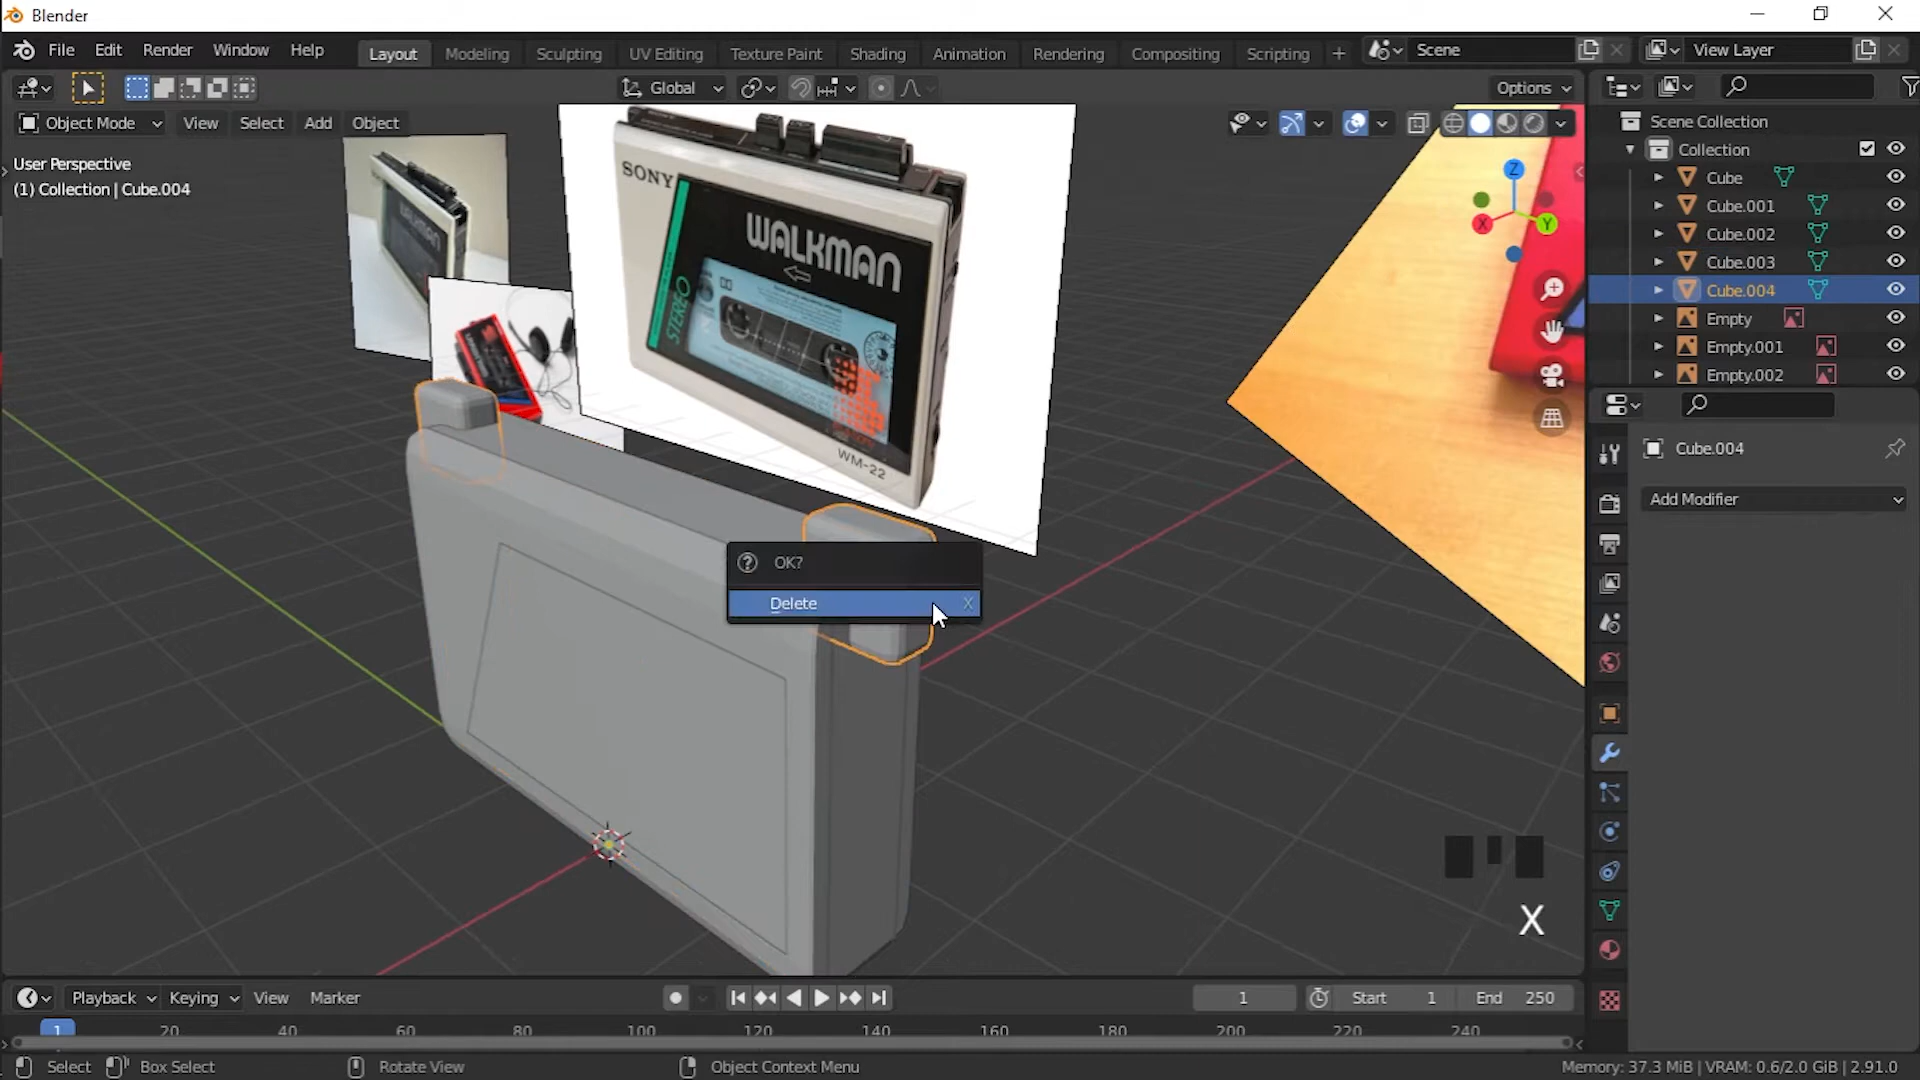 Blender
File Edit Render Window Help Layout Modeling Sculpting UV Editing Texture Paint Shading Animation Rendering Compositing Scripting + Scene View Layer
Global Options
Object Mode View Select Add Object
User Perspective
(1) Collection | Cube.004
Scene Collection
Collection
Cube
Cube.001
Cube.002
Cube.003
Cube.004
Empty
Empty.001
Empty.002
Z
X
Y
SONY
WALKMAN
STEREO
WM-22
WALKMAN
Cube.004
Add Modifier
OK?
Delete X
X
Playback Keying View Marker 1 Start 1 End 250
1 20 40 60 80 100 120 140 160 180 200 220 240
Select Box Select Rotate View Object Context Menu Memory: 37.3 MiB | VRAM: 0.6/2.0 GiB | 2.91.0